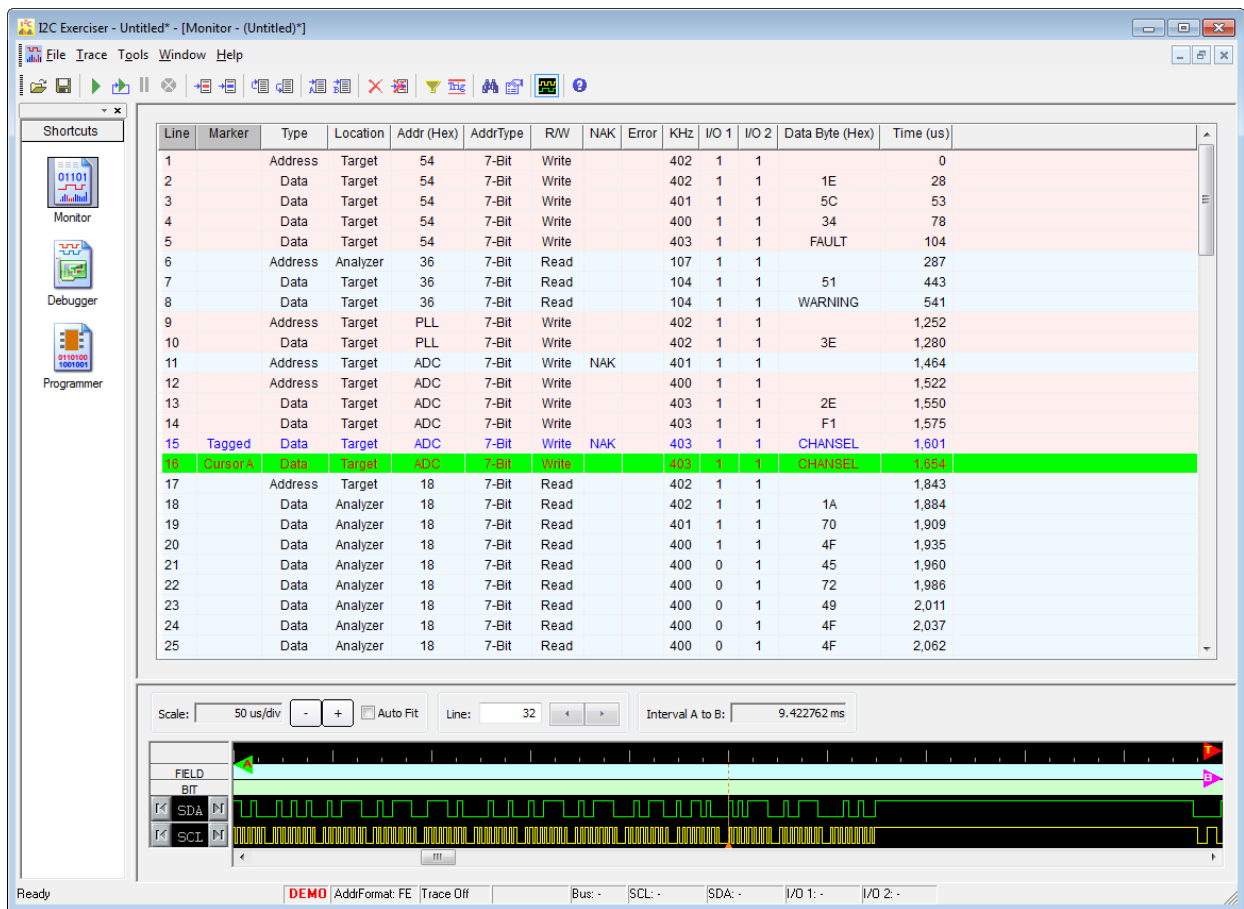 I2C Exerciser - Untitled* - [Monitor - (Untitled)*]
File Trace Tools Window Help
Shortcuts
Line Marker Type Location Addr (Hex) AddrType R/W NAK Error KHz I/O 1 I/O 2 Data Byte (Hex) Time (us)
1 Address Target 54 7-Bit Write 402 1 1 0
2 Data Target 54 7-Bit Write 402 1 1 1E 28
3 Data Target 54 7-Bit Write 401 1 1 5C 53
4 Data Target 54 7-Bit Write 400 1 1 34 78
5 Data Target 54 7-Bit Write 403 1 1 FAULT 104
6 Address Analyzer 36 7-Bit Read 107 1 1 287
7 Data Target 36 7-Bit Read 104 1 1 51 443
8 Data Target 36 7-Bit Read 104 1 1 WARNING 541
9 Address Target PLL 7-Bit Write 402 1 1 1,252
10 Data Target PLL 7-Bit Write 402 1 1 3E 1,280
11 Address Target ADC 7-Bit Write NAK 401 1 1 1,464
12 Address Target ADC 7-Bit Write 400 1 1 1,522
13 Data Target ADC 7-Bit Write 403 1 1 2E 1,550
14 Data Target ADC 7-Bit Write 403 1 1 F1 1,575
15 Tagged Data Target ADC 7-Bit Write NAK 403 1 1 CHANSEL 1,601
16 Cursor A Data Target ADC 7-Bit Write 403 1 1 CHANSEL 1,654
17 Address Target 18 7-Bit Read 402 1 1 1,843
18 Data Analyzer 18 7-Bit Read 402 1 1 1A 1,884
19 Data Analyzer 18 7-Bit Read 401 1 1 70 1,909
20 Data Analyzer 18 7-Bit Read 400 1 1 4F 1,935
21 Data Analyzer 18 7-Bit Read 400 0 1 45 1,960
22 Data Analyzer 18 7-Bit Read 400 0 1 72 1,986
23 Data Analyzer 18 7-Bit Read 400 0 1 49 2,011
24 Data Analyzer 18 7-Bit Read 400 0 1 4F 2,037
25 Data Analyzer 18 7-Bit Read 400 0 1 4F 2,062
01101
Monitor
Debugger
0110100
1001001
Programmer
Scale: 50 us/div - + Auto Fit Line: 32 Interval A to B: 9.422762 ms
A T
FIELD B
BIT
SDA
SCL
Ready DEMO AddrFormat: FE Trace Off Bus: - SCL: - SDA: - I/O 1: - I/O 2: -